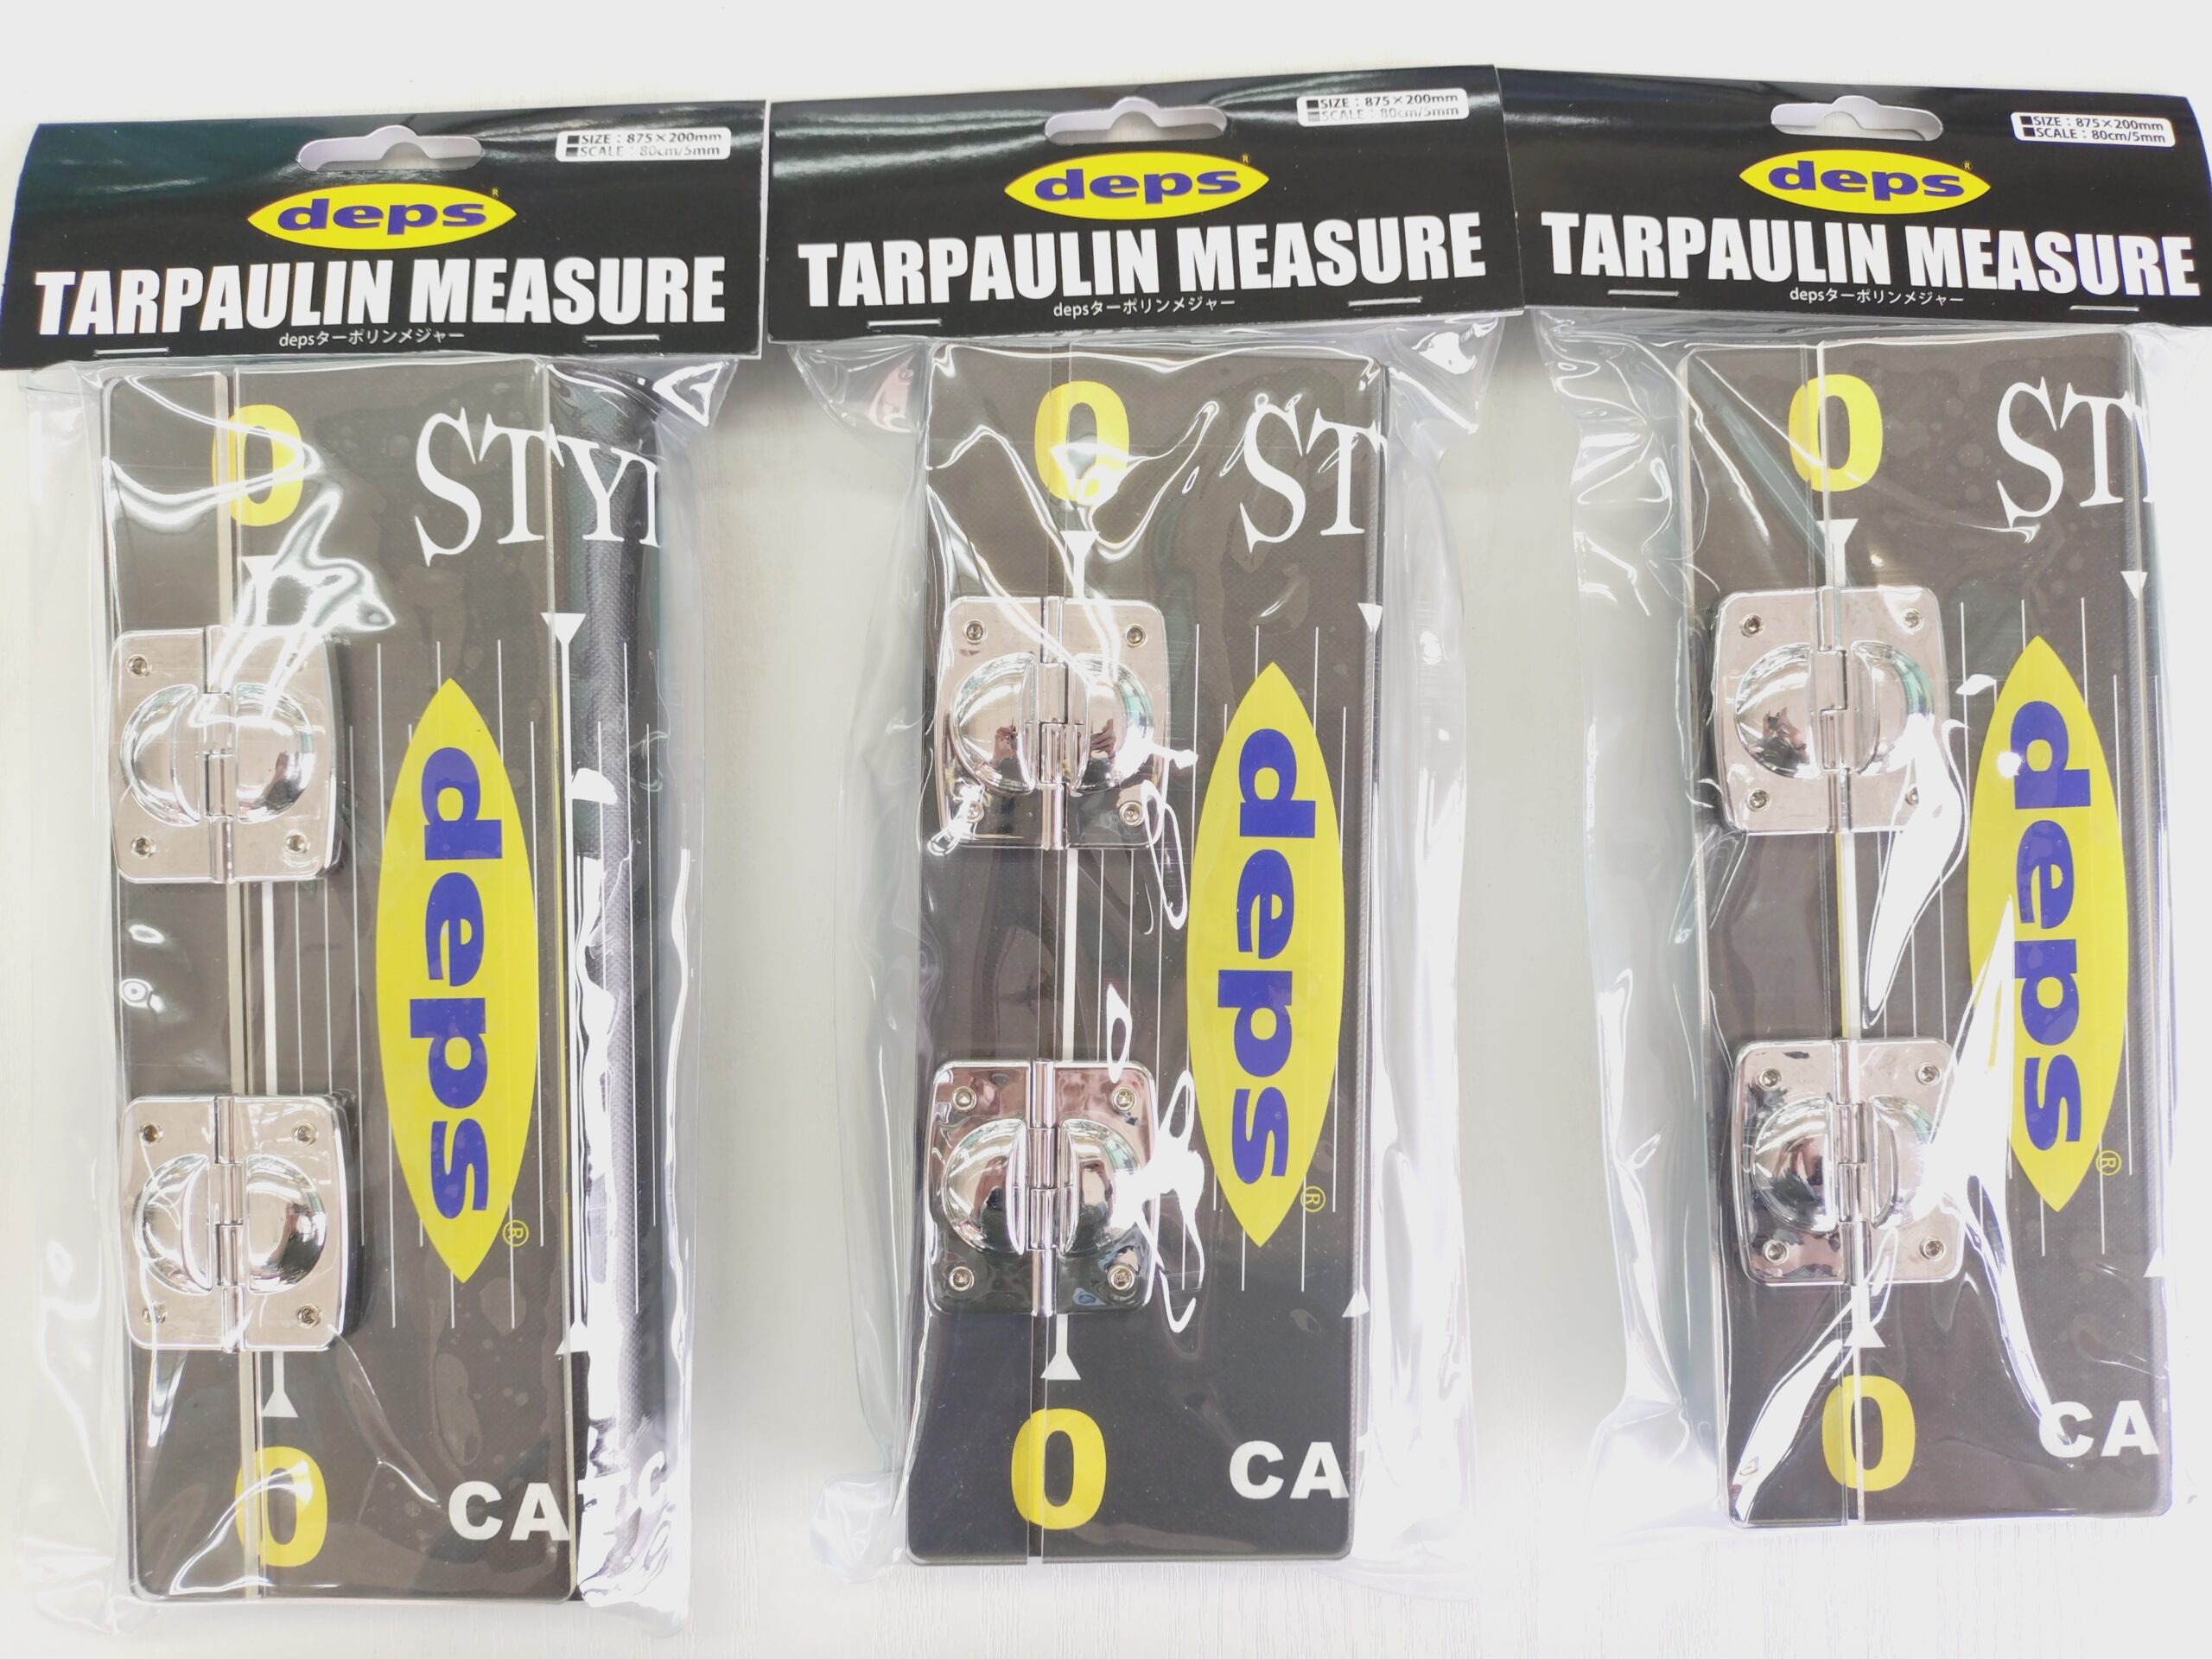 ■SIZE：875×200mm
■SCALE：80cm/5mm
deps®
TARPAULIN MEASURE
depsターポリンメジャー
0
STY
deps®
0
CA
■SIZE：875×200mm
■SCALE：80cm/5mm
deps®
TARPAULIN MEASURE
depsターポリンメジャー
0
ST
deps®
0
CA
■SIZE：875×200mm
■SCALE：80cm/5mm
deps®
TARPAULIN MEASURE
depsターポリンメジャー
0
ST
deps®
0
CA